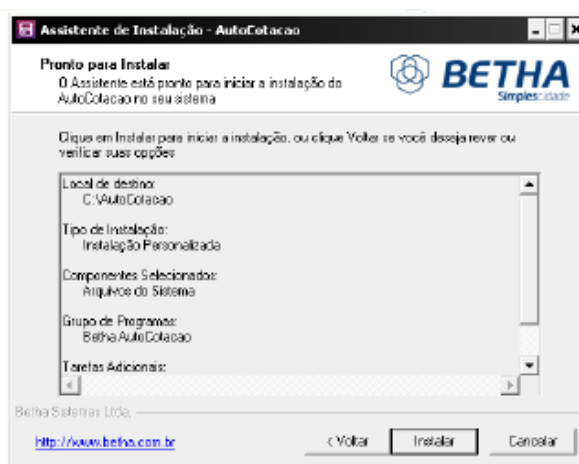 Assistente de Instalação - AutoCotacao
Pronto para Instalar
O Assistente está pronto para iniciar a instalação do
AutoCotacao no seu sistema
BETHA
Simplescidade
Clique em Instalar para iniciar a instalação, ou clique Voltar se você deseja rever ou
verificar suas opções
Local de destino:
C:\AutoCotacao
Tipo de Instalação:
Instalação Personalizada
Componentes Selecionados:
Arquivos do Sistema
Grupo de Programas:
Betha AutoCotacao
Tarefas Adicionais:
Betha Sistemas Ltda.
http://www.betha.com.br
< Voltar
Instalar
Cancelar